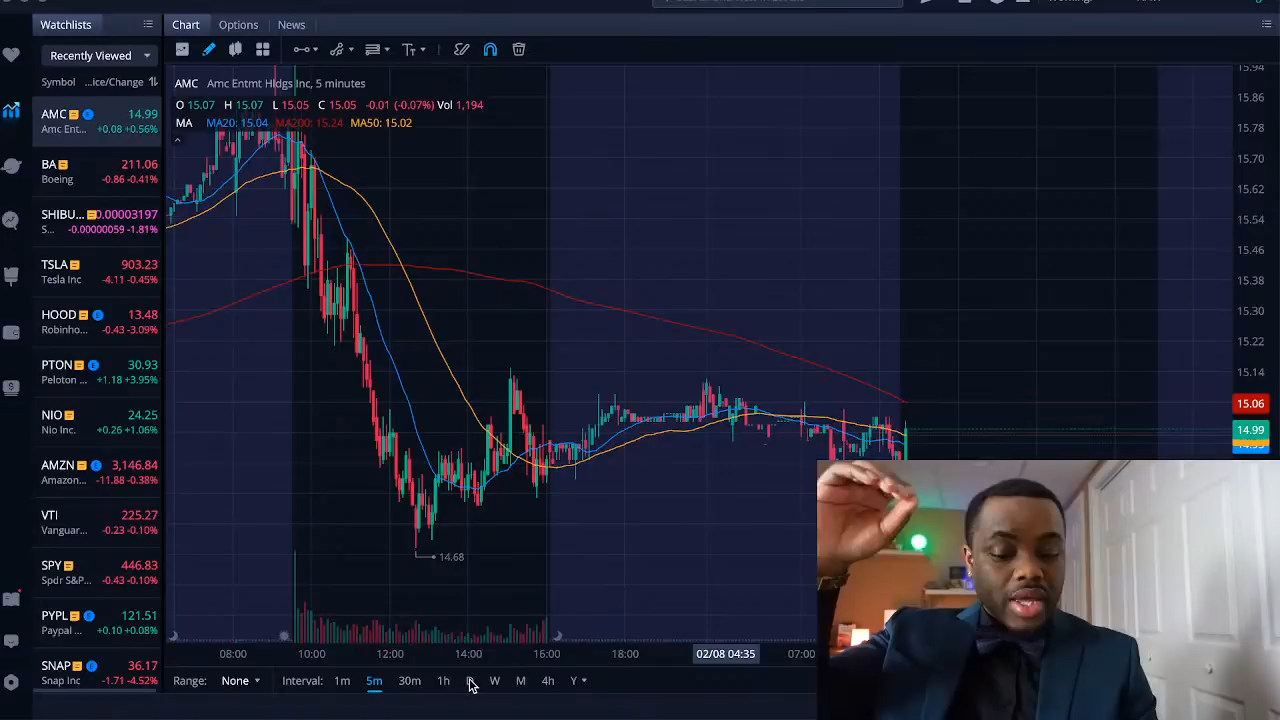 Watchlists
Chart Options News
Recently Viewed
Symbol ...ice/Change
AMC 14.99
Amc Ent... +0.08 +0.56%
BA 211.06
Boeing -0.86 -0.41%
SHIBU... 0.00003197
S... -0.00000059 -1.81%
TSLA 903.23
Tesla Inc -4.11 -0.45%
HOOD 13.48
Robinho... -0.43 -3.09%
PTON 30.93
Peloton ... +1.18 +3.95%
NIO 24.25
Nio Inc. +0.26 +1.06%
AMZN 3,146.84
Amazon... -11.88 -0.38%
VTI 225.27
Vanguar... -0.23 -0.10%
SPY 446.83
Spdr S&P... -0.43 -0.10%
PYPL 121.51
Paypal ... +0.10 +0.08%
SNAP 36.17
Snap Inc -1.71 -4.52%
AMC Amc Entmt Hldgs Inc, 5 minutes
O 15.07 H 15.07 L 15.05 C 15.05 -0.01 (-0.07%) Vol 1,194
MA MA20: 15.04 MA200: 15.24 MA50: 15.02
15.94
15.86
15.78
15.70
15.62
15.54
15.46
15.38
15.30
15.22
15.14
15.06
14.99
14.68
08:00 10:00 12:00 14:00 16:00 18:00 02/08 04:35 07:00
Range: None Interval: 1m 5m 30m 1h D W M 4h Y